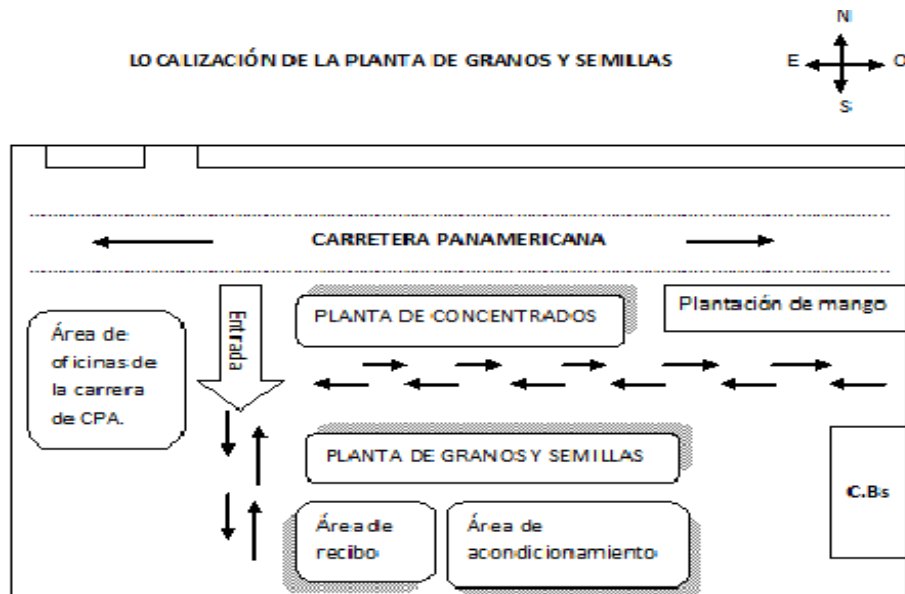 N
LOCALIZACIÓN DE LA PLANTA DE GRANOS Y SEMILLAS
E O
S
CARRETERA PANAMERICANA
Entrada
PLANTA DE CONCENTRADOS
Plantación de mango
Área de
oficinas de
la carrera
de CPA.
PLANTA DE GRANOS Y SEMILLAS
C.Bs
Área de
recibo
Área de
acondicionamiento